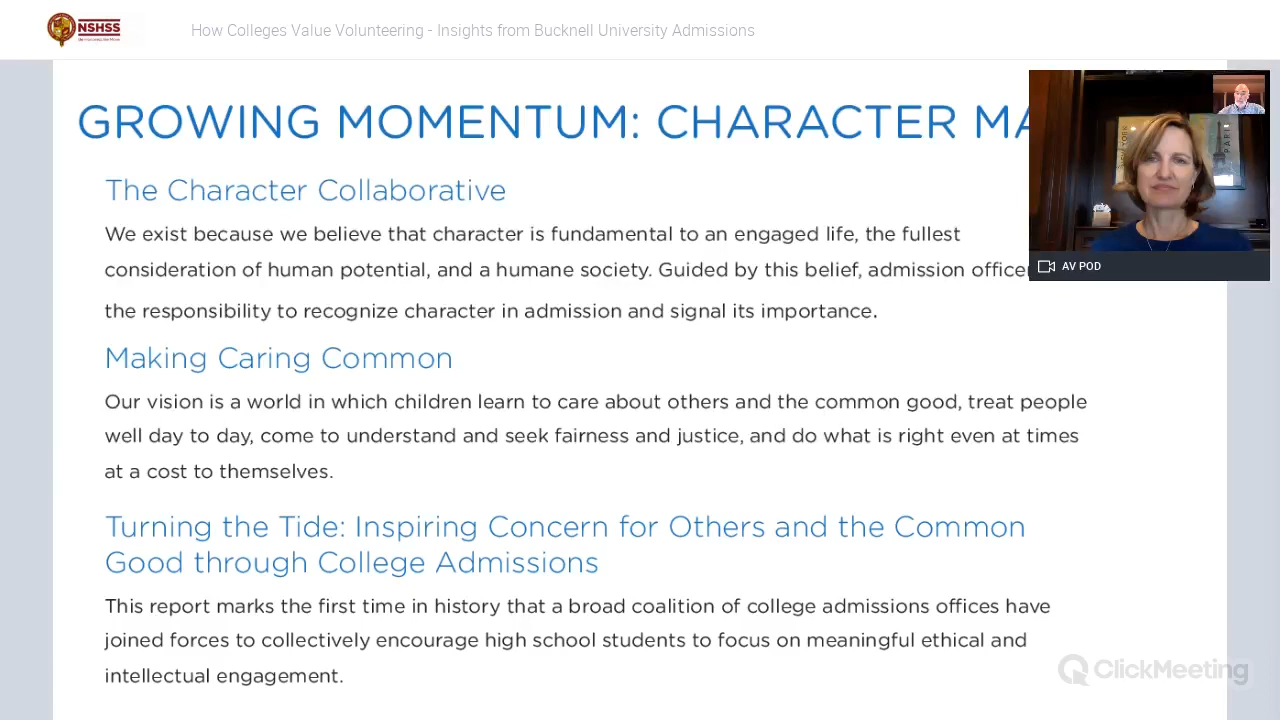 NSHSS
How Colleges Value Volunteering - Insights from Bucknell University Admissions
GROWING MOMENTUM: CHARACTER MA
The Character Collaborative
We exist because we believe that character is fundamental to an engaged life, the fullest
consideration of human potential, and a humane society. Guided by this belief, admission officer
the responsibility to recognize character in admission and signal its importance.
Making Caring Common
Our vision is a world in which children learn to care about others and the common good, treat people
well day to day, come to understand and seek fairness and justice, and do what is right even at times
at a cost to themselves.
Turning the Tide: Inspiring Concern for Others and the Common
Good through College Admissions
This report marks the first time in history that a broad coalition of college admissions offices have
joined forces to collectively encourage high school students to focus on meaningful ethical and
intellectual engagement.
PARIS
AV POD
ClickMeeting